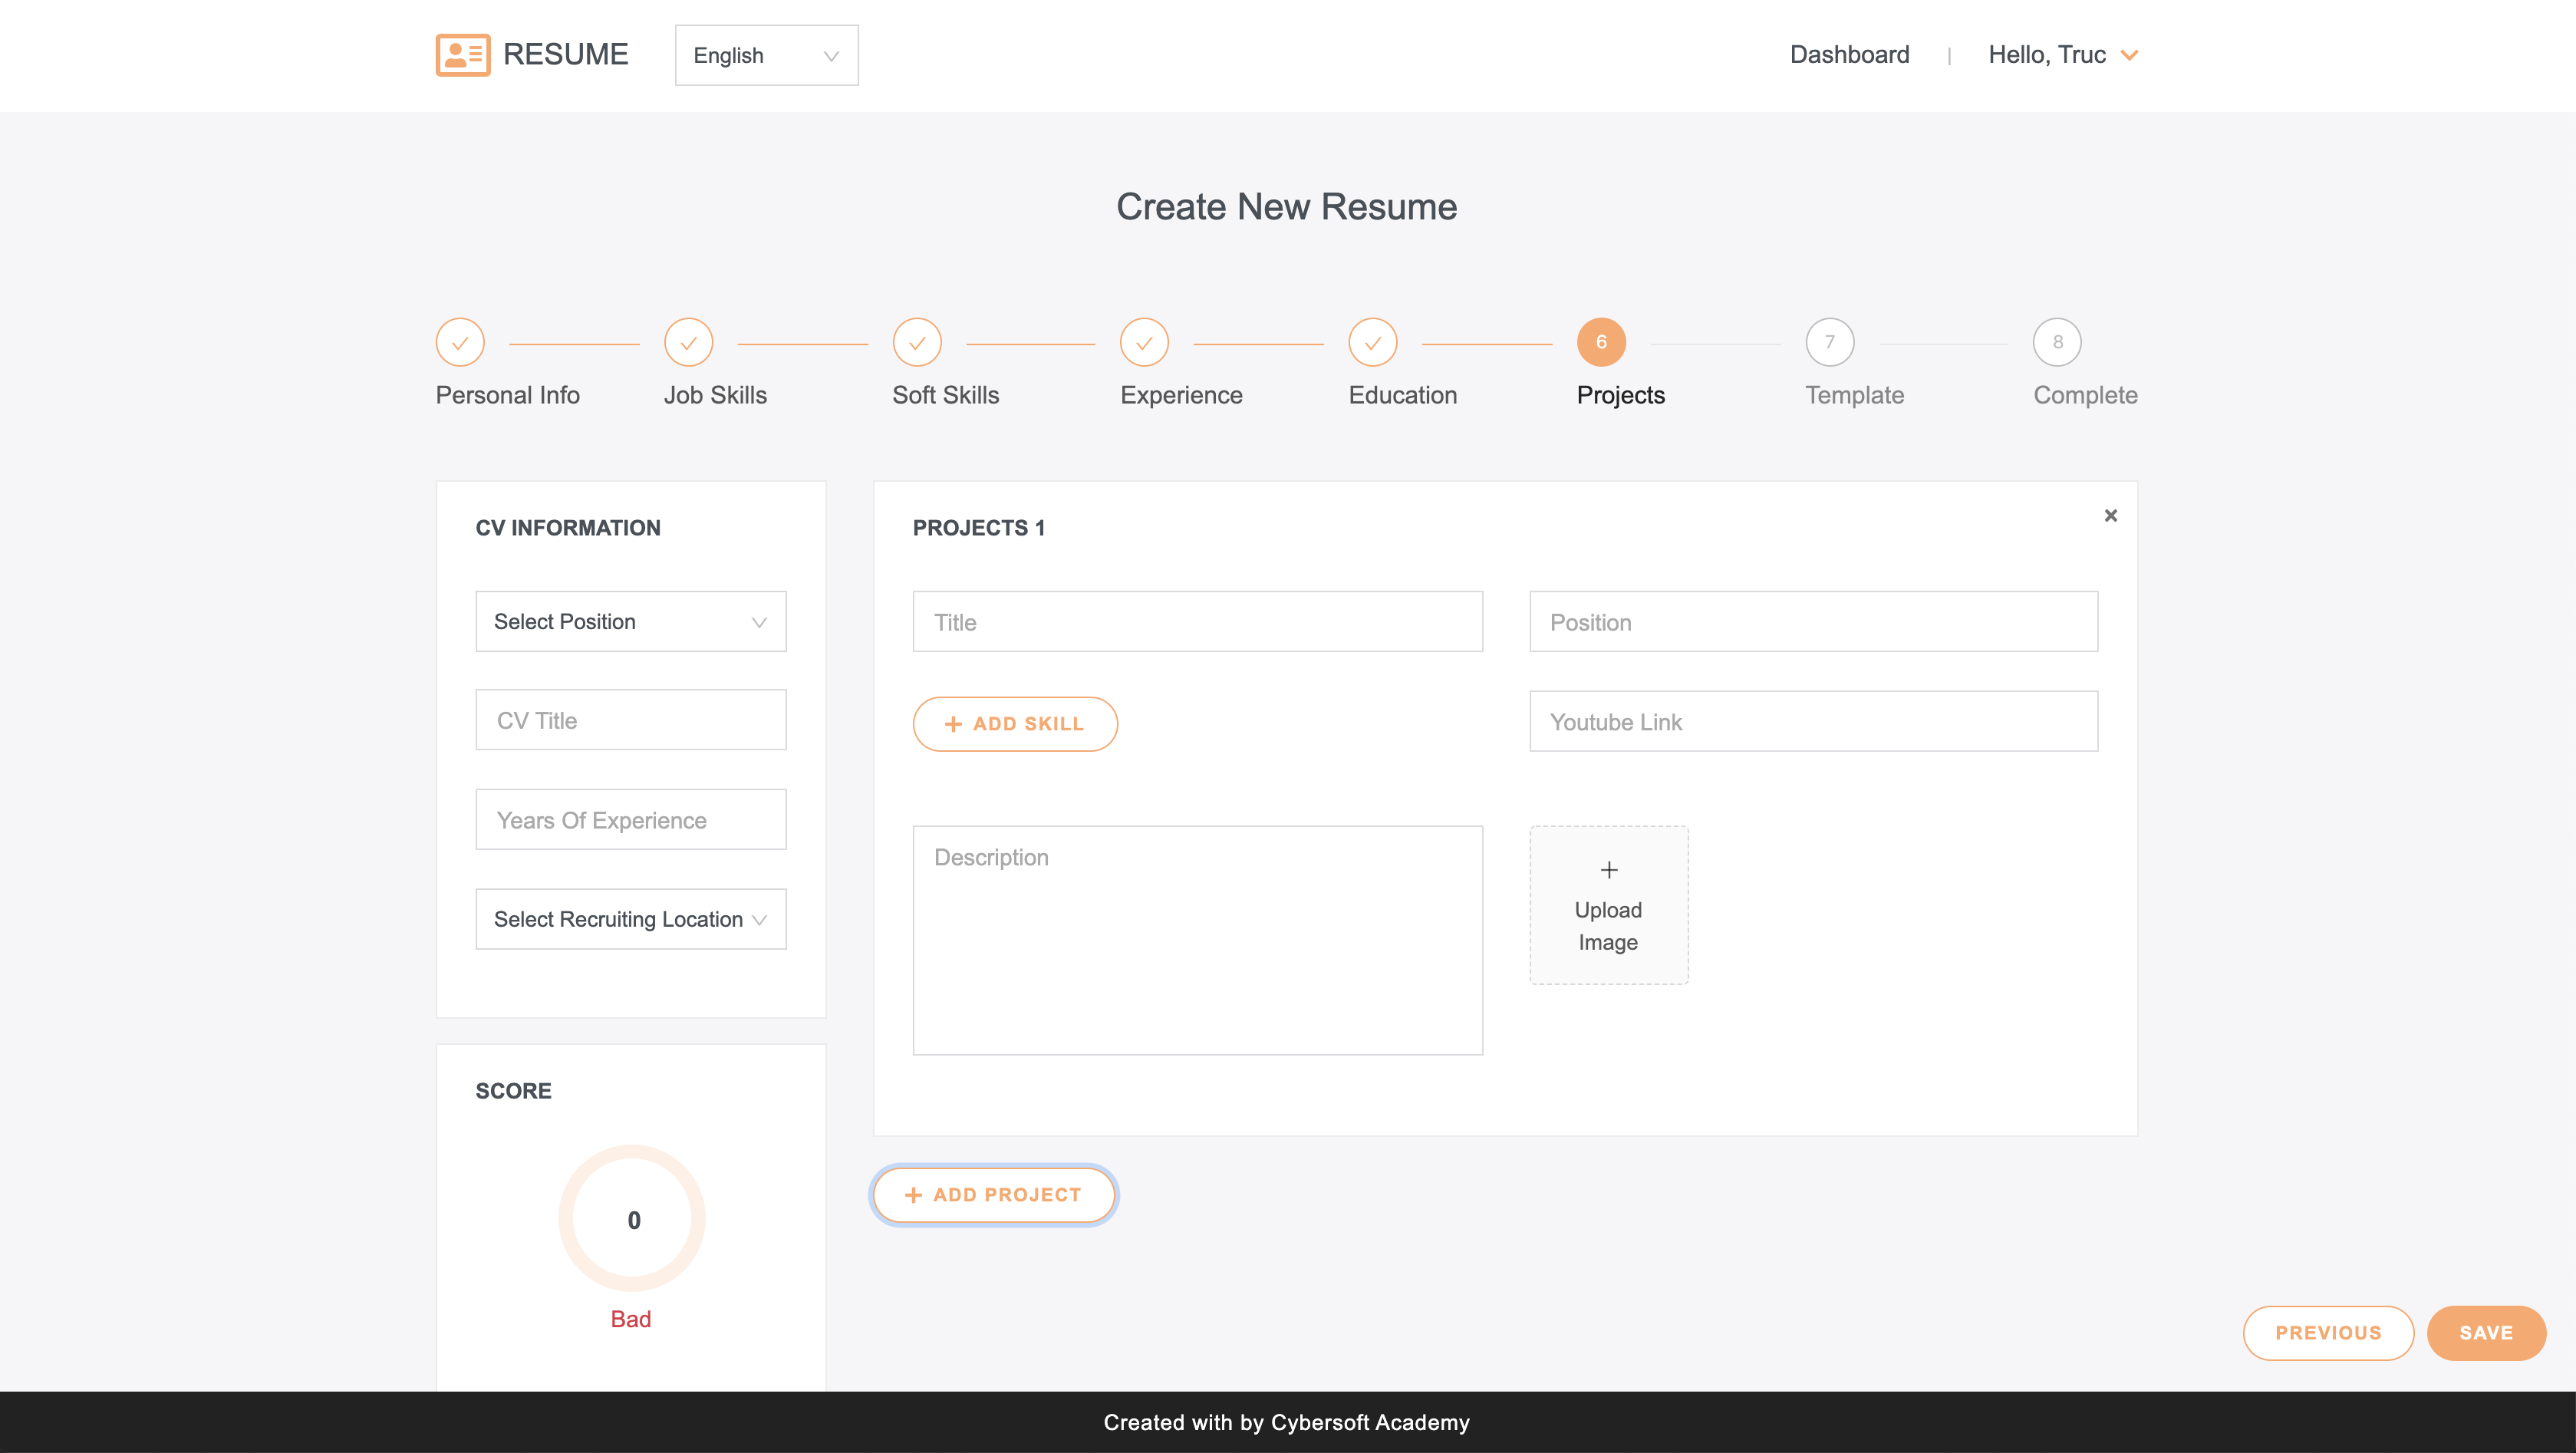 RESUME
English
Dashboard | Hello, Truc
Create New Resume
6 7 8
Personal Info Job Skills Soft Skills Experience Education Projects Template Complete
CV INFORMATION
Select Position
CV Title
Years Of Experience
Select Recruiting Location
SCORE
0
Bad
PROJECTS 1
×
Title
Position
+ ADD SKILL
Youtube Link
Description
+
Upload
Image
+ ADD PROJECT
PREVIOUS
SAVE
Created with by Cybersoft Academy